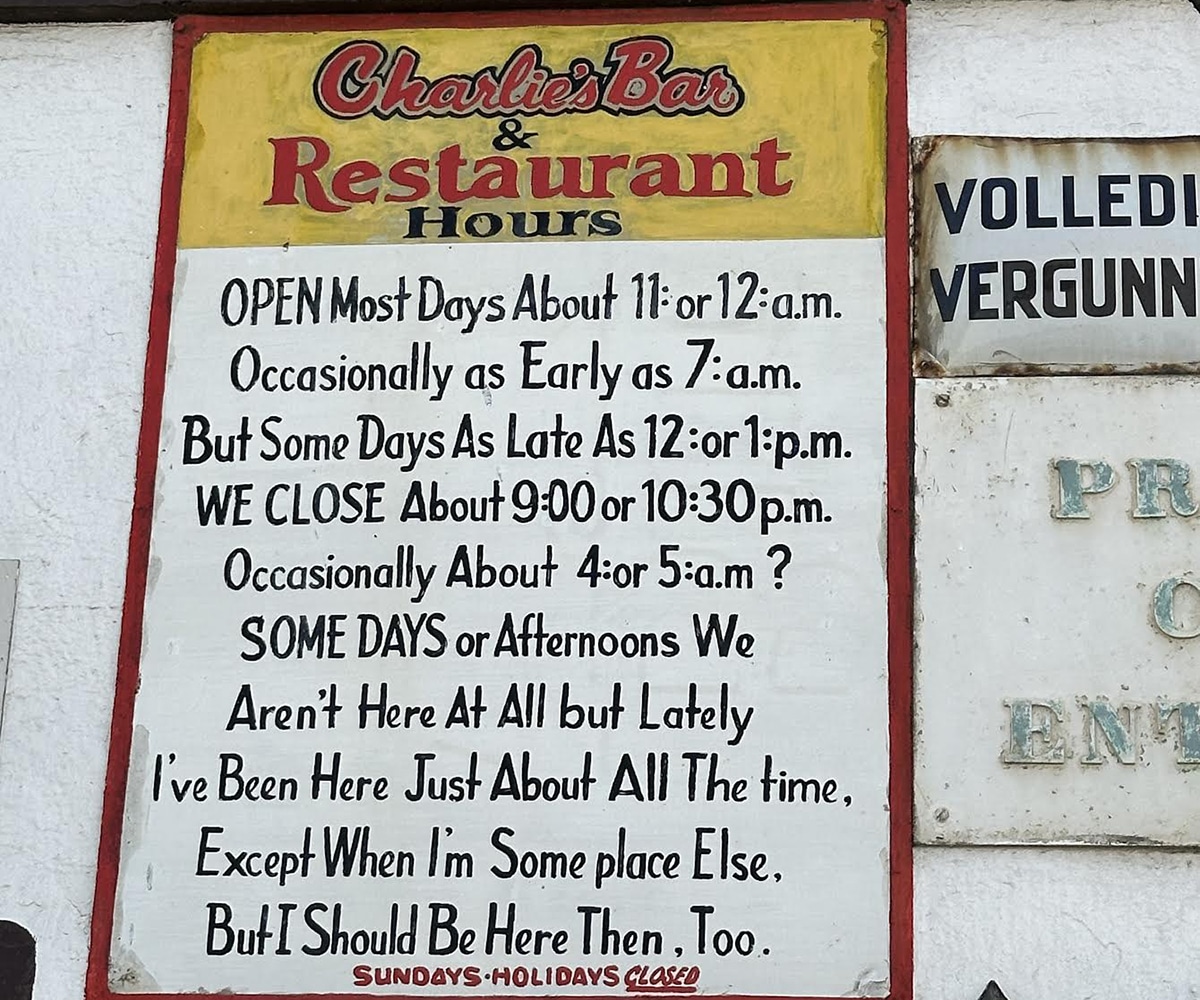 Charlie's Bar
&
Restaurant
Hours
OPEN Most Days About 11: or 12: a.m.
Occasionally as Early as 7: a.m.
But Some Days As Late As 12: or 1: p.m.
WE CLOSE About 9:00 or 10:30 p.m.
Occasionally About 4: or 5: a.m ?
SOME DAYS or Afternoons We
Aren't Here At All but Lately
I've Been Here Just About All The time,
Except When I'm Some place Else,
But I Should Be Here Then, Too.
SUNDAYS·HOLIDAYS CLOSED
VOLLEDI
VERGUNN
PR
ENT